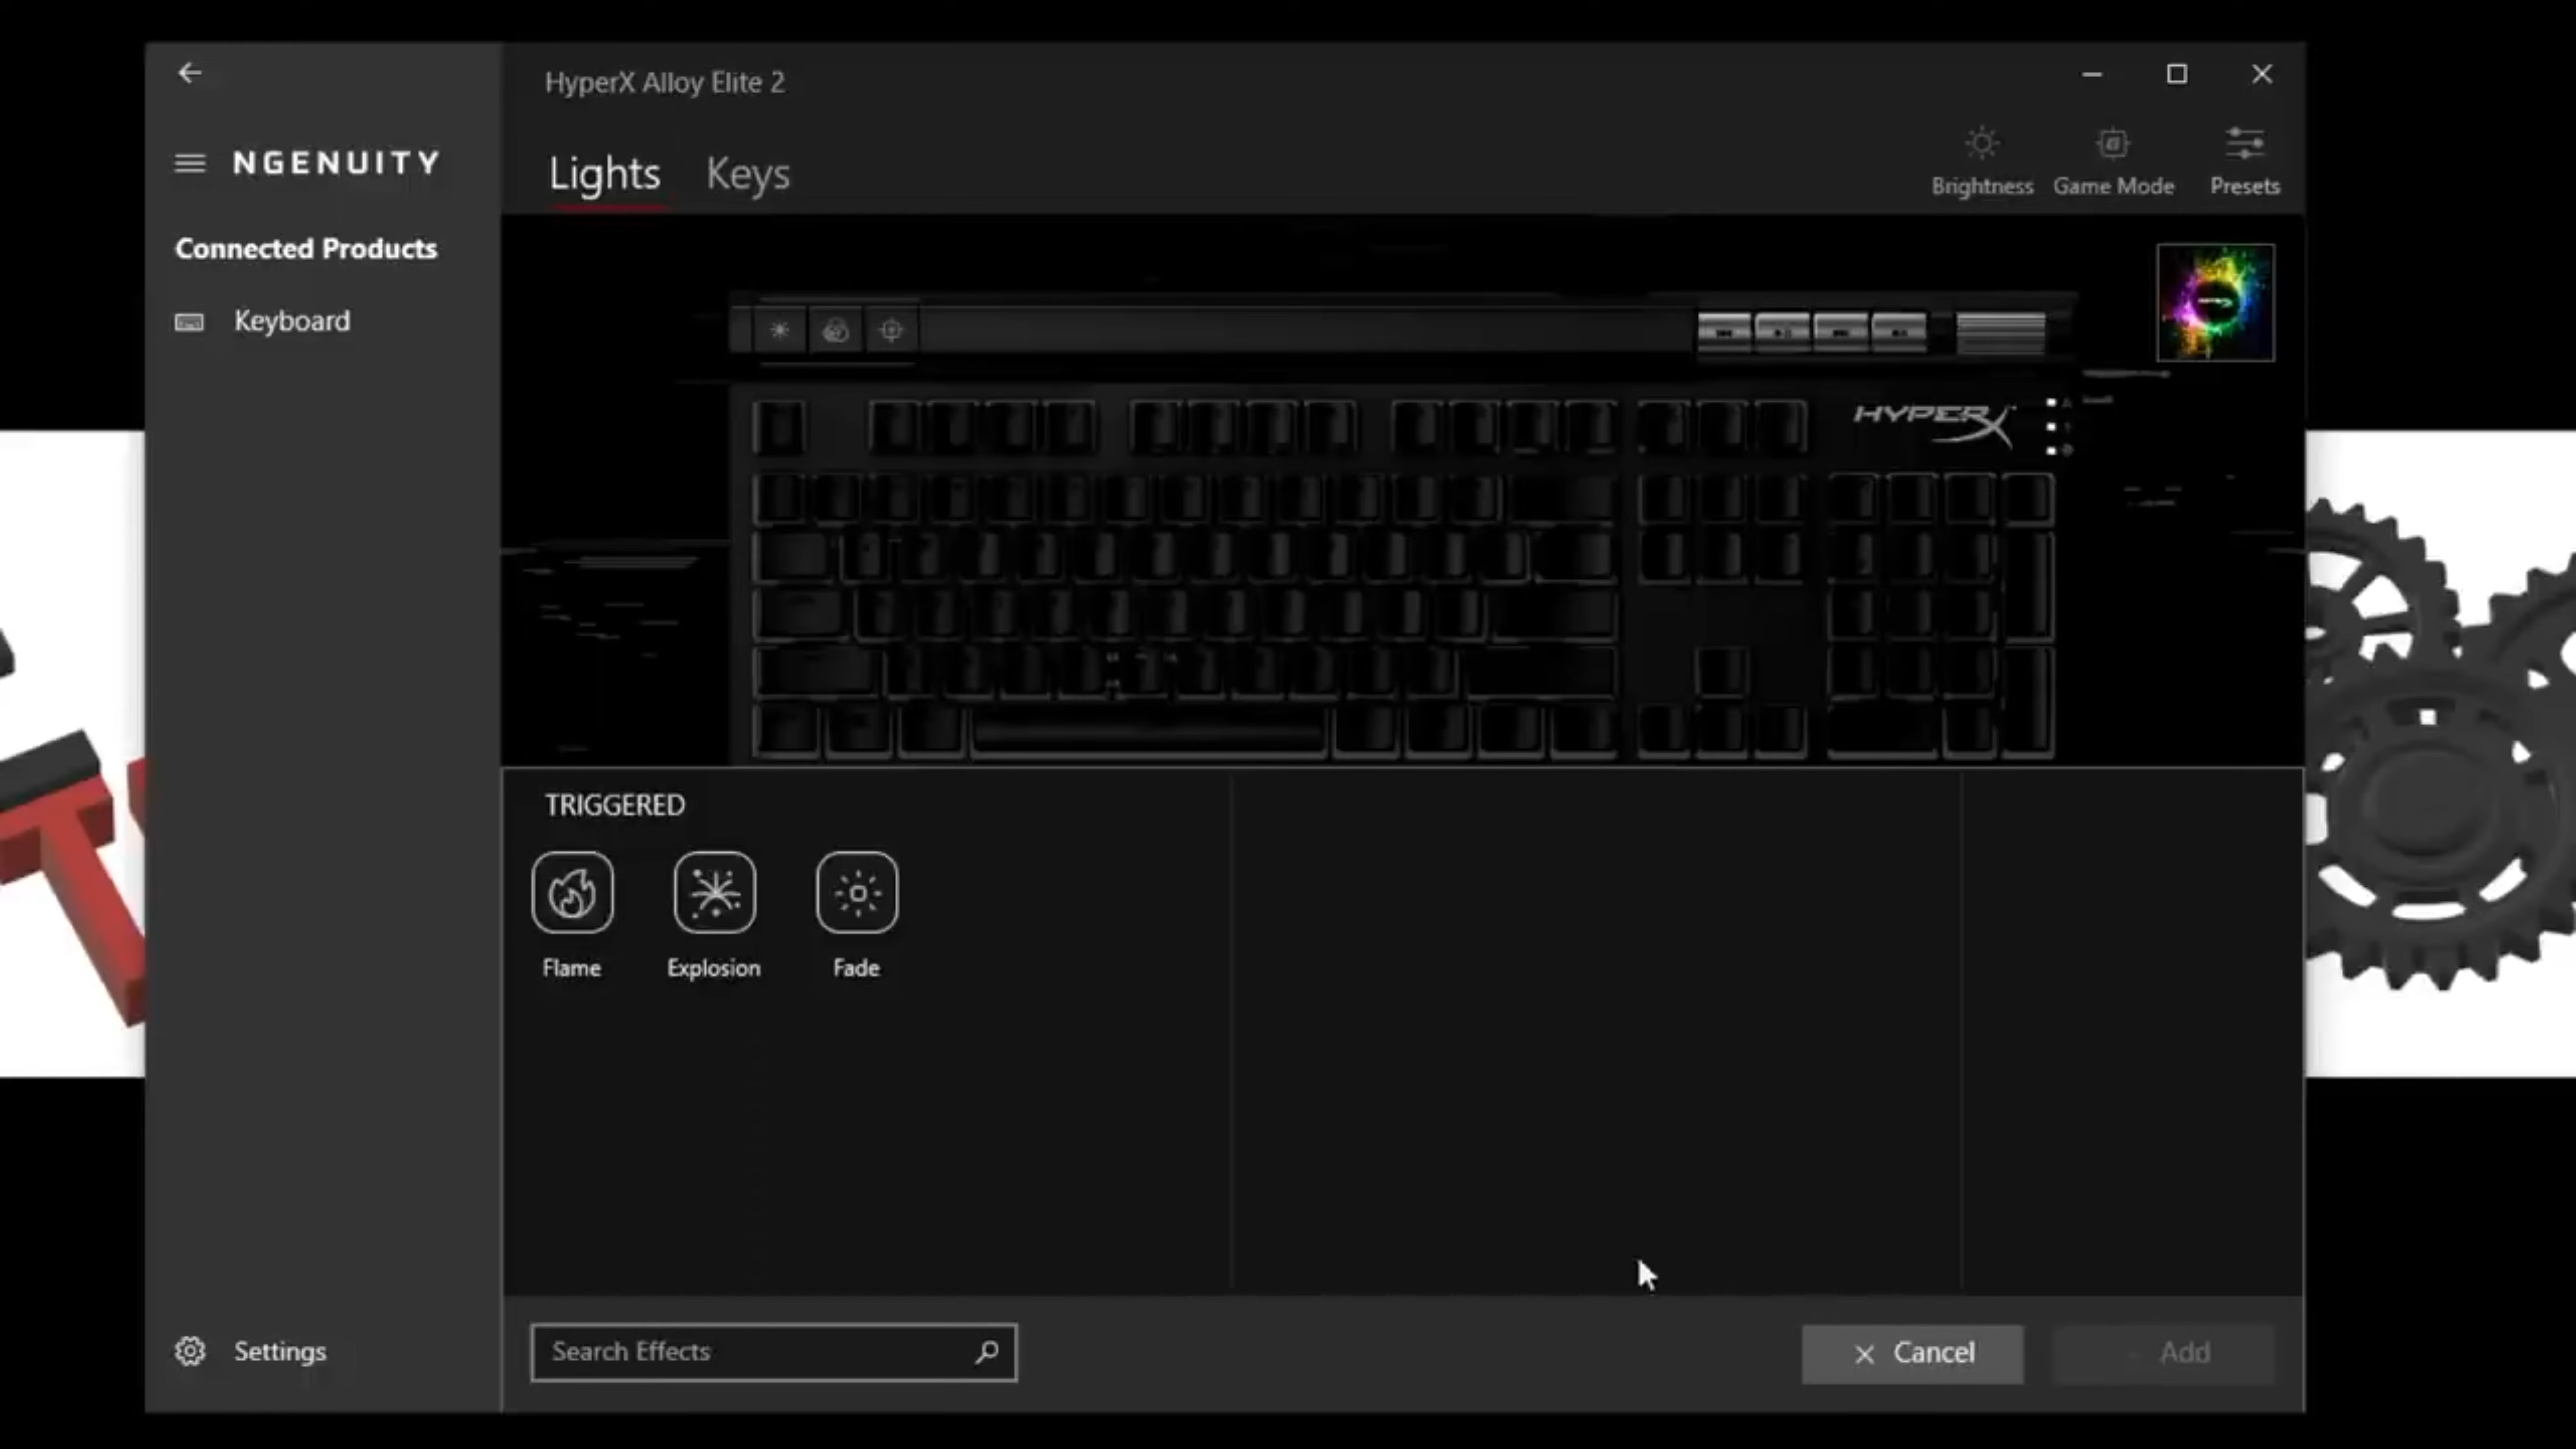 HyperX Alloy Elite 2
NGENUITY
Lights
Keys
Brightness
Game Mode
Presets
Connected Products
Keyboard
HYPERX
TRIGGERED
Flame
Explosion
Fade
Settings
Search Effects
Cancel
Add